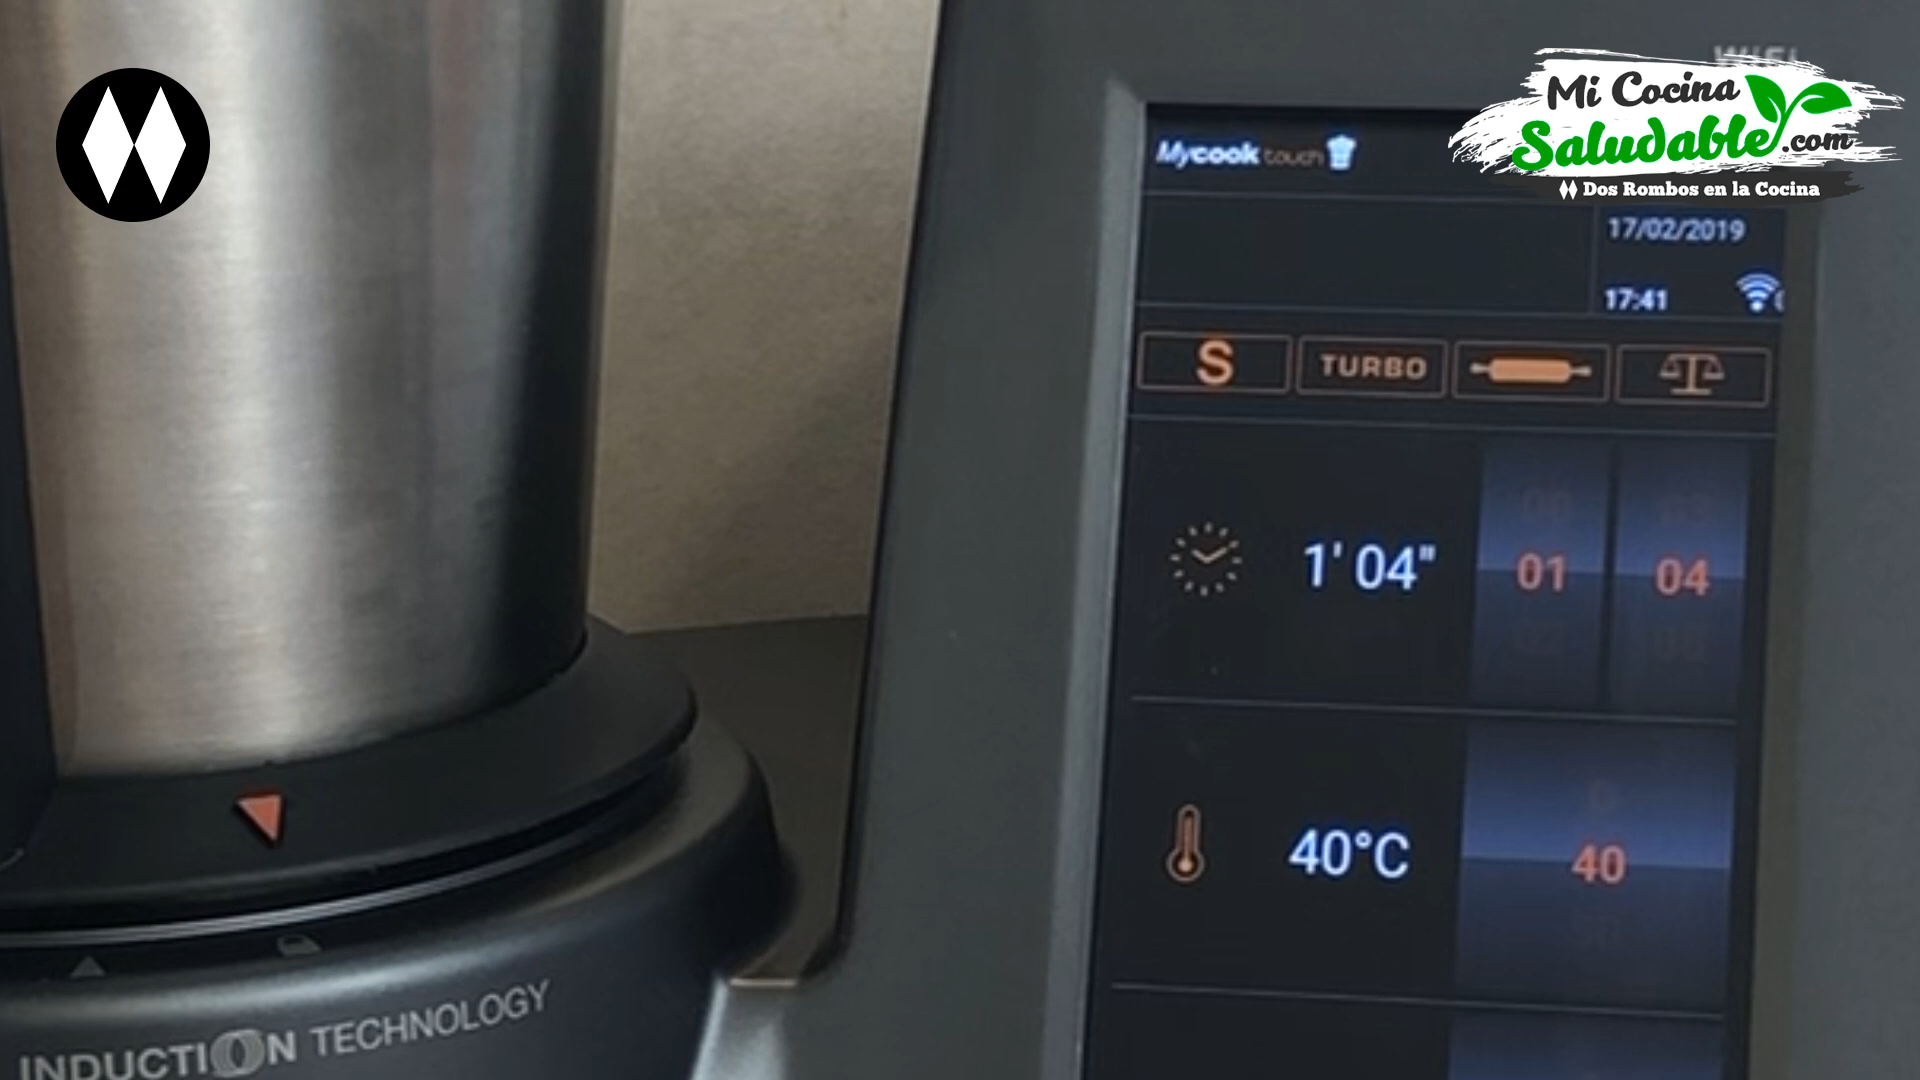 WiFi
Mi Cocina
Saludable.com
Dos Rombos en la Cocina
Mycook touch
17/02/2019
17:41
S TURBO
1' 04" 01 04
40°C 40
INDUCTION TECHNOLOGY